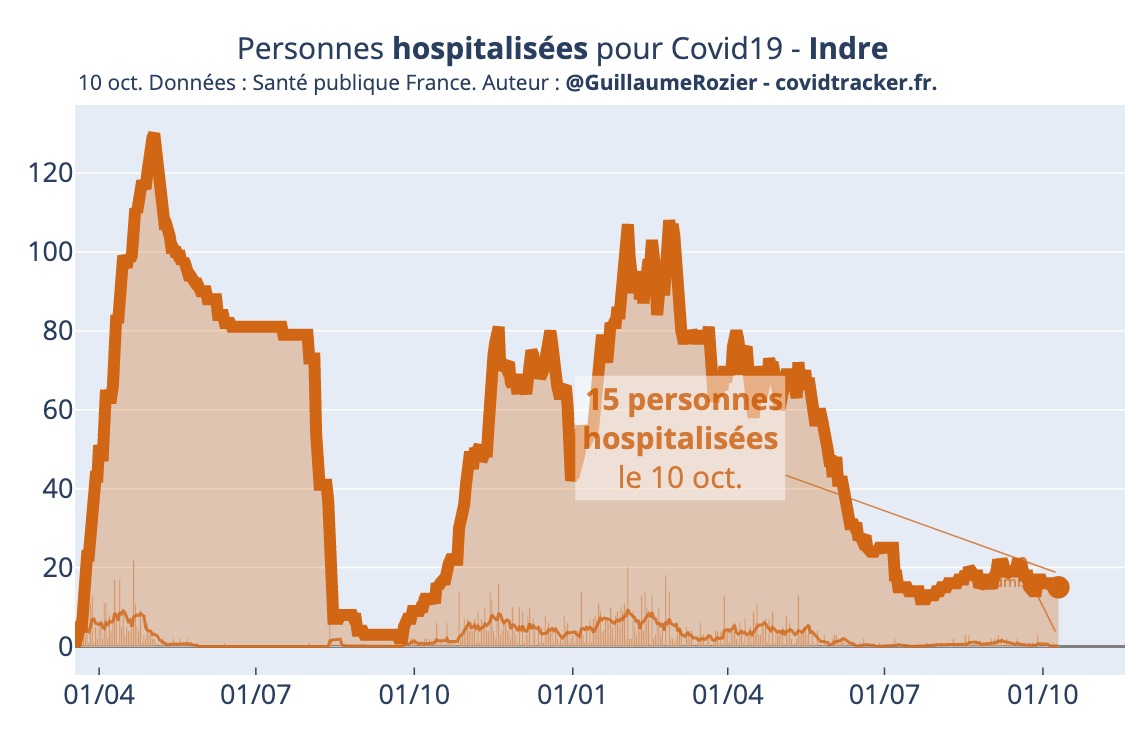 Personnes hospitalisées pour Covid19 - Indre
10 oct. Données : Santé publique France. Auteur : @GuillaumeRozier - covidtracker.fr.
120
100
80
60
40
20
0
15 personnes
hospitalisées
le 10 oct.
01/04 01/07 01/10 01/01 01/04 01/07 01/10